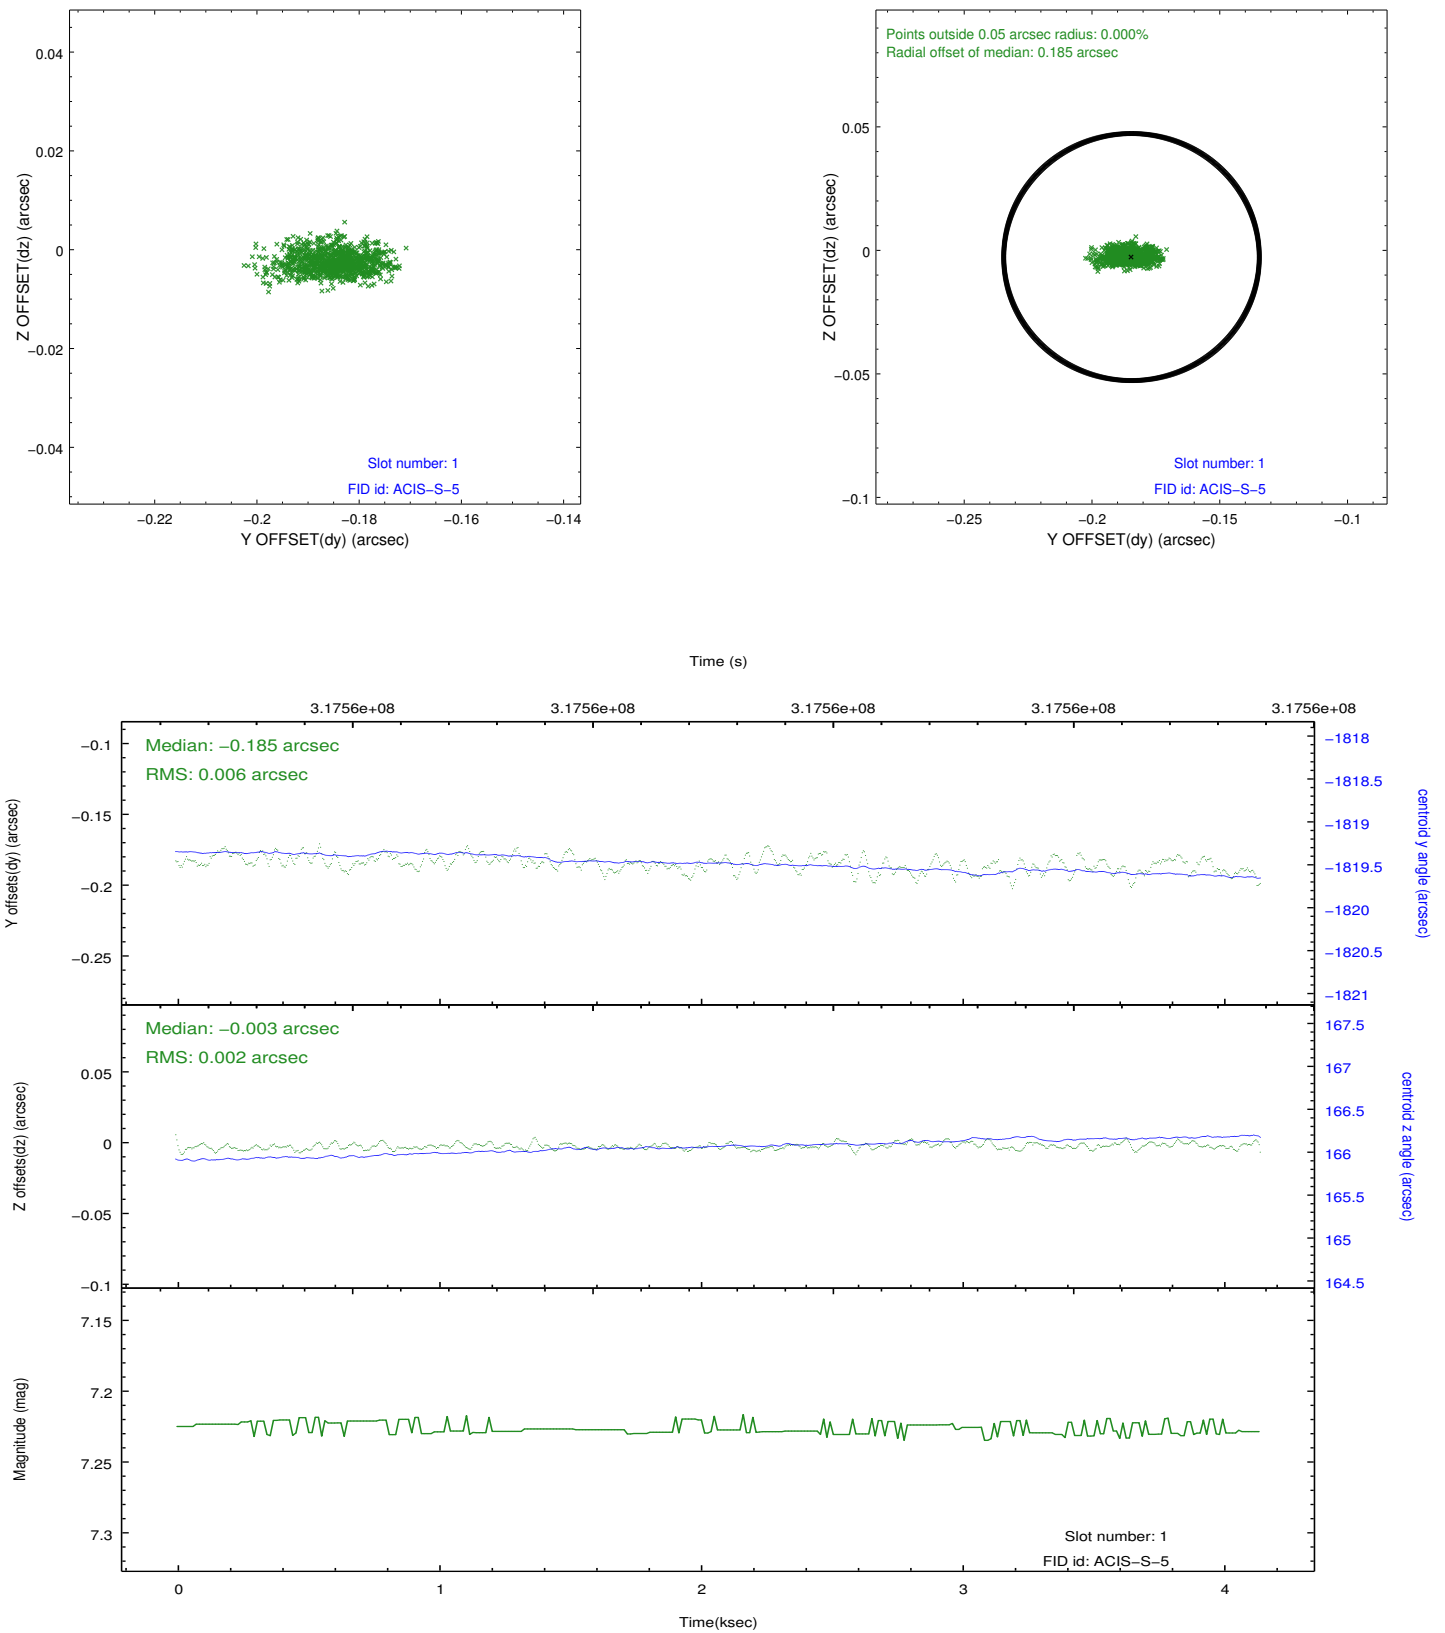 0.04
0.02
0
−0.02
−0.04
Z OFFSET(dz) (arcsec)
Slot number: 1
FID id: ACIS−S−5
−0.22
−0.2
−0.18
−0.16
−0.14
Y OFFSET(dy) (arcsec)
Points outside 0.05 arcsec radius: 0.000%
Radial offset of median: 0.185 arcsec
0.05
0
−0.05
−0.1
Z OFFSET(dz) (arcsec)
Slot number: 1
FID id: ACIS−S−5
−0.25
−0.2
−0.15
−0.1
Y OFFSET(dy) (arcsec)
Time (s)
3.1756e+08
3.1756e+08
3.1756e+08
3.1756e+08
3.1756e+08
Median: −0.185 arcsec
RMS: 0.006 arcsec
−0.1
−0.15
−0.2
−0.25
Y offsets(dy) (arcsec)
−1818
−1818.5
−1819
−1819.5
−1820
−1820.5
−1821
centroid y angle (arcsec)
Median: −0.003 arcsec
RMS: 0.002 arcsec
0.05
0
−0.05
−0.1
Z offsets(dz) (arcsec)
167.5
167
166.5
166
165.5
165
164.5
centroid z angle (arcsec)
7.15
7.2
7.25
7.3
Magnitude (mag)
Slot number: 1
FID id: ACIS−S−5
0
1
2
3
4
Time(ksec)